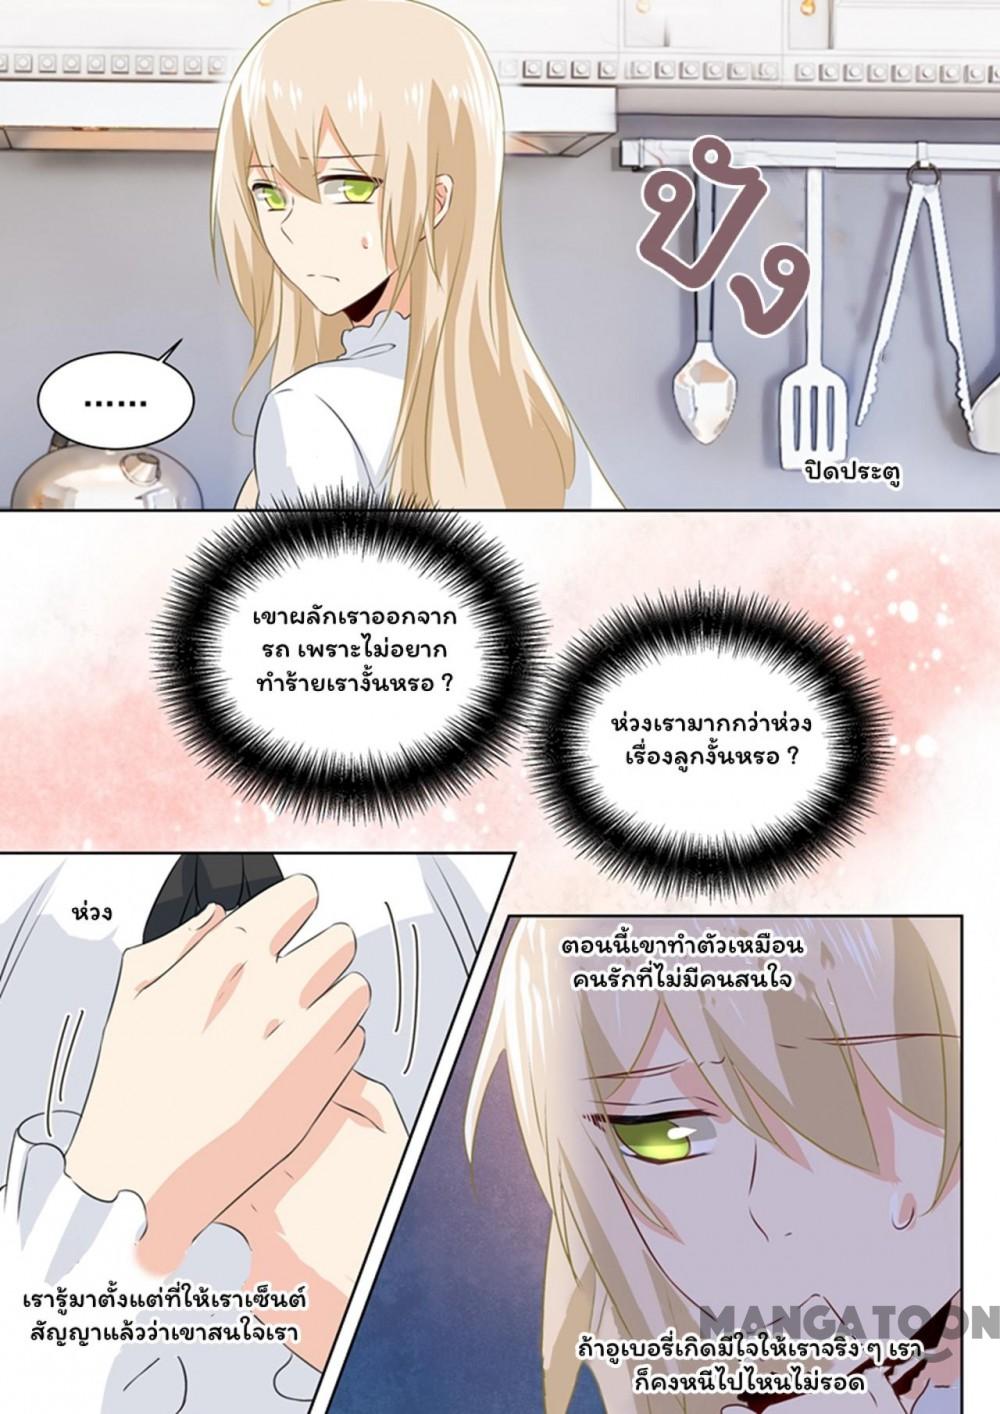 ปัง
......
ปิดประตู
เขาผลักเราออกจาก
รถ เพราะไม่อยาก
ทำร้ายเรางั้นหรอ ?
ห่วงเรามากกว่าห่วง
เรื่องลูกงั้นหรอ ?
ห่วง
ตอนนี้เขาทำตัวเหมือน
คนรักที่ไม่มีคนสนใจ
เรารู้มาตั้งแต่ที่ให้เราเซ็นต์
สัญญาแล้วว่าเขาสนใจเรา
MANGATOON
ถ้าอูเบอรี่เกิดมีใจให้เราจริง ๆ เรา
ก็คงหนีไปไหนไม่รอด